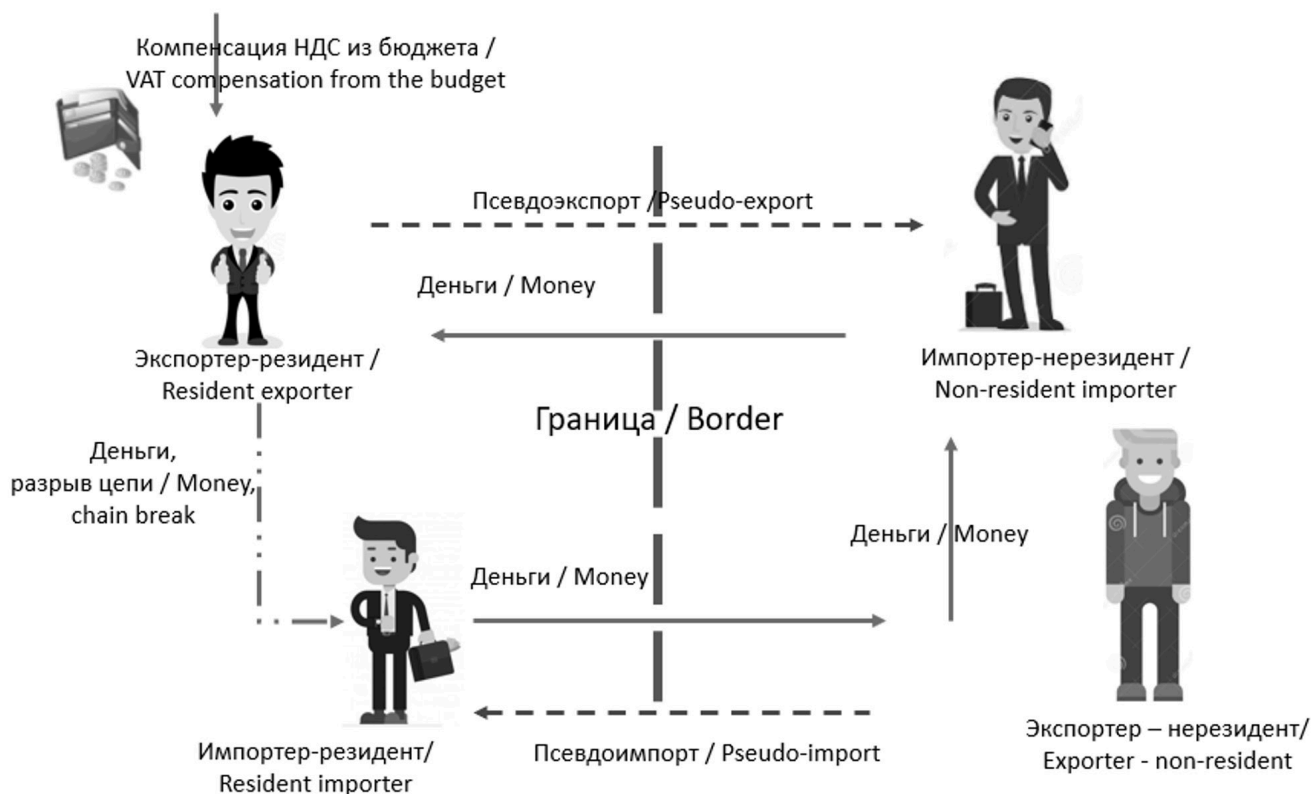 Компенсация НДС из бюджета /
VAT compensation from the budget
Псевдоэкспорт /Pseudo-export
Деньги / Money
Экспортер-резидент /
Resident exporter
Импортер-нерезидент /
Non-resident importer
Граница / Border
Деньги,
разрыв цепи / Money,
chain break
Деньги / Money
Деньги / Money
Импортер-резидент/
Resident importer
Псевдоимпорт / Pseudo-import
Экспортер – нерезидент/
Exporter - non-resident